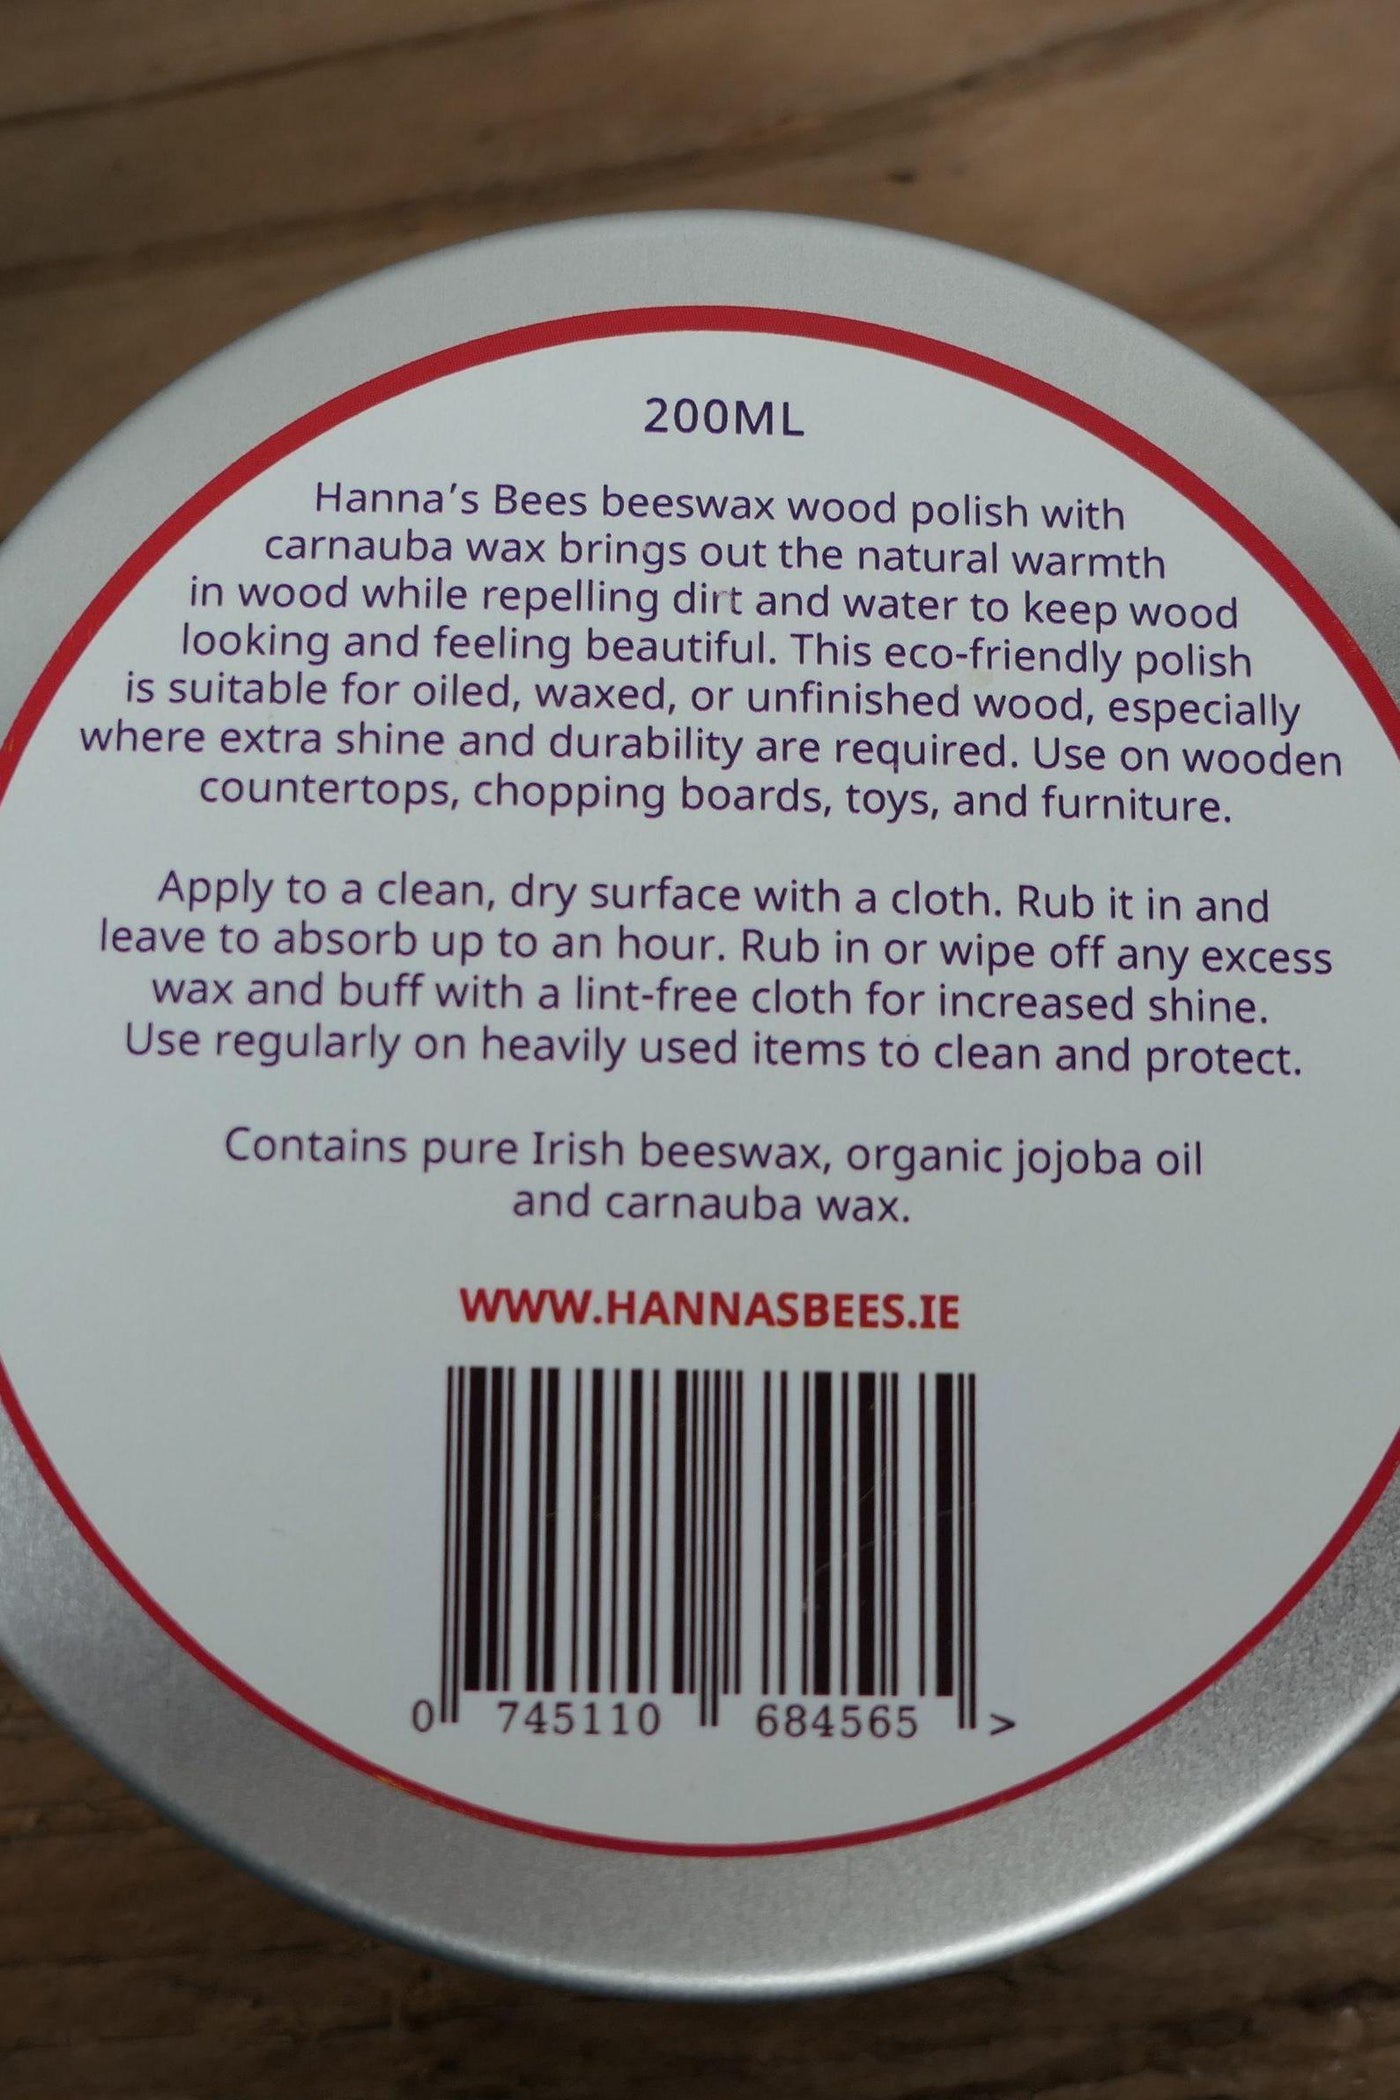 200ML
Hanna’s Bees beeswax wood polish with
carnauba wax brings out the natural warmth
in wood while repelling dirt and water to keep wood
looking and feeling beautiful. This eco-friendly polish
is suitable for oiled, waxed, or unfinished wood, especially
where extra shine and durability are required. Use on wooden
countertops, chopping boards, toys, and furniture.
Apply to a clean, dry surface with a cloth. Rub it in and
leave to absorb up to an hour. Rub in or wipe off any excess
wax and buff with a lint-free cloth for increased shine.
Use regularly on heavily used items to clean and protect.
Contains pure Irish beeswax, organic jojoba oil
and carnauba wax.
WWW.HANNASBEES.IE
0 745110 684565 >